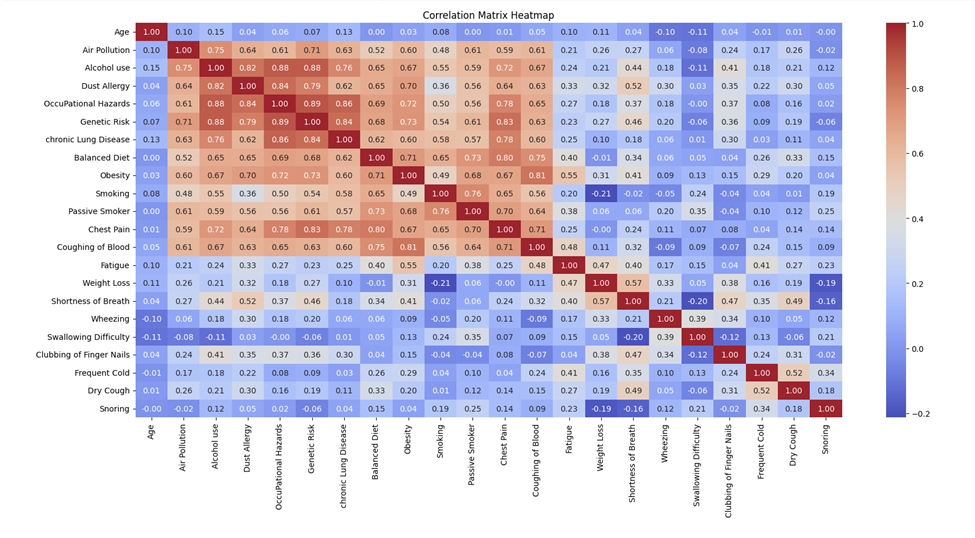 Correlation Matrix Heatmap
Age 1.00 0.10 0.15 0.04 0.06 0.07 0.13 0.00 0.03 0.08 0.00 0.01 0.05 0.10 0.11 0.04 -0.10 -0.11 0.04 -0.01 0.01 -0.00
Air Pollution 0.10 1.00 0.75 0.64 0.61 0.71 0.63 0.52 0.60 0.48 0.61 0.59 0.61 0.21 0.26 0.27 0.06 -0.08 0.24 0.17 0.26 -0.02
Alcohol use 0.15 0.75 1.00 0.82 0.88 0.88 0.76 0.65 0.67 0.55 0.59 0.72 0.67 0.24 0.21 0.44 0.18 -0.11 0.41 0.18 0.21 0.12
Dust Allergy 0.04 0.64 0.82 1.00 0.84 0.79 0.62 0.65 0.70 0.36 0.56 0.64 0.63 0.33 0.32 0.52 0.30 0.03 0.35 0.22 0.30 0.05
OccuPational Hazards 0.06 0.61 0.88 0.84 1.00 0.89 0.86 0.69 0.72 0.50 0.56 0.78 0.65 0.27 0.18 0.37 0.18 -0.00 0.37 0.08 0.16 0.02
Genetic Risk 0.07 0.71 0.88 0.79 0.89 1.00 0.84 0.68 0.73 0.54 0.61 0.83 0.63 0.23 0.27 0.46 0.20 -0.06 0.36 0.09 0.19 -0.06
chronic Lung Disease 0.13 0.63 0.76 0.62 0.86 0.84 1.00 0.62 0.60 0.58 0.57 0.78 0.60 0.25 0.10 0.18 0.06 0.01 0.30 0.03 0.11 0.04
Balanced Diet 0.00 0.52 0.65 0.65 0.69 0.68 0.62 1.00 0.71 0.65 0.73 0.80 0.75 0.40 -0.01 0.34 0.06 0.05 0.04 0.26 0.33 0.15
Obesity 0.03 0.60 0.67 0.70 0.72 0.73 0.60 0.71 1.00 0.49 0.68 0.67 0.81 0.55 0.31 0.41 0.09 0.13 0.15 0.29 0.20 0.04
Smoking 0.08 0.48 0.55 0.36 0.50 0.54 0.58 0.65 0.49 1.00 0.76 0.65 0.56 0.20 -0.21 -0.02 -0.05 0.24 -0.04 0.04 0.01 0.19
Passive Smoker 0.00 0.61 0.59 0.56 0.56 0.61 0.57 0.73 0.68 0.76 1.00 0.70 0.64 0.38 0.06 0.06 0.20 0.35 -0.04 0.10 0.12 0.25
Chest Pain 0.01 0.59 0.72 0.64 0.78 0.83 0.78 0.80 0.67 0.65 0.70 1.00 0.71 0.25 -0.00 0.24 0.11 0.07 0.08 0.04 0.14 0.14
Coughing of Blood 0.05 0.61 0.67 0.63 0.65 0.63 0.60 0.75 0.81 0.56 0.64 0.71 1.00 0.48 0.11 0.32 -0.09 0.09 -0.07 0.24 0.15 0.09
Fatigue 0.10 0.21 0.24 0.33 0.27 0.23 0.25 0.40 0.55 0.20 0.38 0.25 0.48 1.00 0.47 0.40 0.17 0.15 0.04 0.41 0.27 0.23
Weight Loss 0.11 0.26 0.21 0.32 0.18 0.27 0.10 -0.01 0.31 -0.21 0.06 -0.00 0.11 0.47 1.00 0.57 0.33 0.05 0.38 0.16 0.19 -0.19
Shortness of Breath 0.04 0.27 0.44 0.52 0.37 0.46 0.18 0.34 0.41 -0.02 0.06 0.24 0.32 0.40 0.57 1.00 0.21 -0.20 0.47 0.35 0.49 -0.16
Wheezing -0.10 0.06 0.18 0.30 0.18 0.20 0.06 0.06 0.09 -0.05 0.20 0.11 -0.09 0.17 0.33 0.21 1.00 0.39 0.34 0.10 0.05 0.12
Swallowing Difficulty -0.11 -0.08 -0.11 0.03 -0.00 -0.06 0.01 0.05 0.13 0.24 0.35 0.07 0.09 0.15 0.05 -0.20 0.39 1.00 -0.12 0.13 -0.06 0.21
Clubbing of Finger Nails 0.04 0.24 0.41 0.35 0.37 0.36 0.30 0.04 0.15 -0.04 -0.04 0.08 -0.07 0.04 0.38 0.47 0.34 -0.12 1.00 0.24 0.31 -0.02
Frequent Cold -0.01 0.17 0.18 0.22 0.08 0.09 0.03 0.26 0.29 0.04 0.10 0.04 0.24 0.41 0.16 0.35 0.10 0.13 0.24 1.00 0.52 0.34
Dry Cough 0.01 0.26 0.21 0.30 0.16 0.19 0.11 0.33 0.20 0.01 0.12 0.14 0.15 0.27 0.19 0.49 0.05 -0.06 0.31 0.52 1.00 0.18
Snoring -0.00 -0.02 0.12 0.05 0.02 -0.06 0.04 0.15 0.04 0.19 0.25 0.14 0.09 0.23 -0.19 -0.16 0.12 0.21 -0.02 0.34 0.18 1.00
Age
Air Pollution
Alcohol use
Dust Allergy
OccuPational Hazards
Genetic Risk
chronic Lung Disease
Balanced Diet
Obesity
Smoking
Passive Smoker
Chest Pain
Coughing of Blood
Fatigue
Weight Loss
Shortness of Breath
Wheezing
Swallowing Difficulty
Clubbing of Finger Nails
Frequent Cold
Dry Cough
Snoring
1.0
0.8
0.6
0.4
0.2
0.0
−0.2